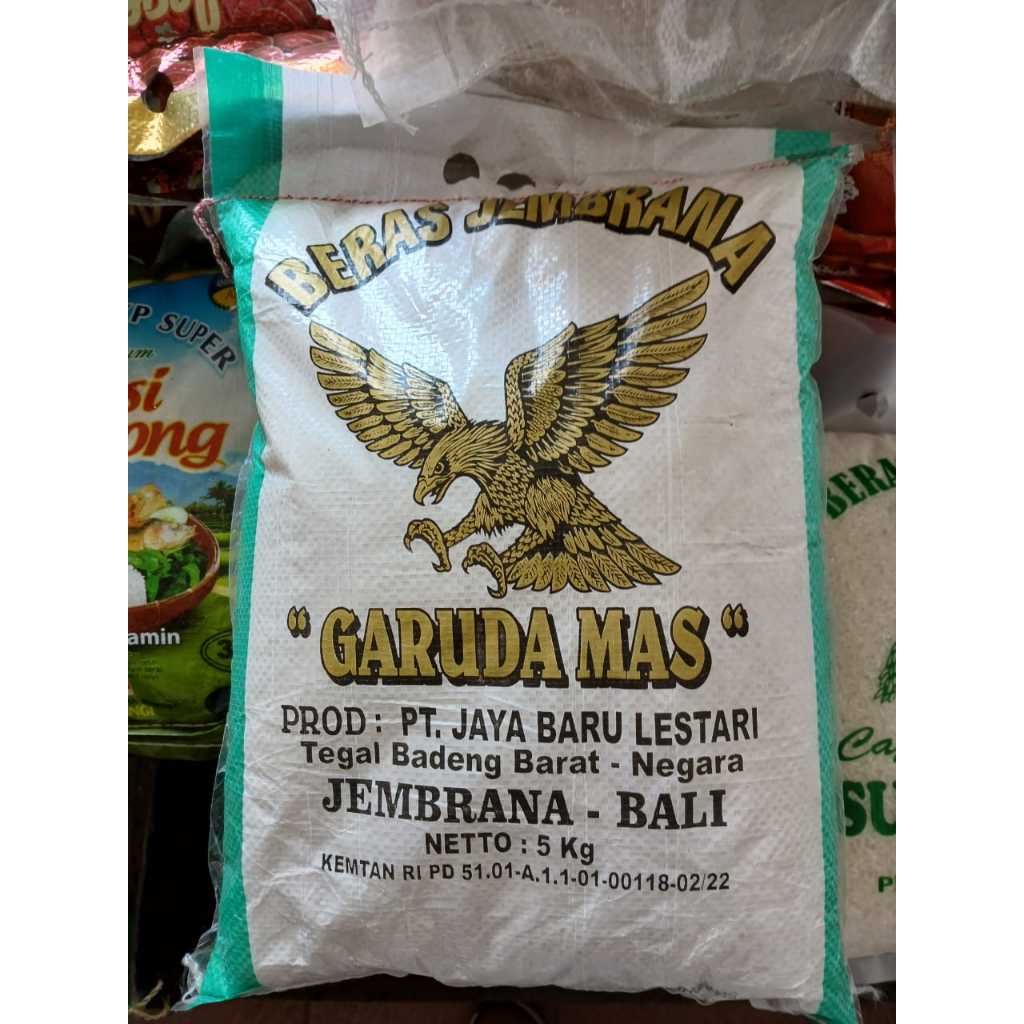 BERAS JEMBRANA
“ GARUDA MAS “
PROD : PT. JAYA BARU LESTARI
Tegal Badeng Barat - Negara
JEMBRANA - BALI
NETTO : 5 Kg
KEMTAN RI PD 51.01-A.1.1-01-00118-02/22
SUPER